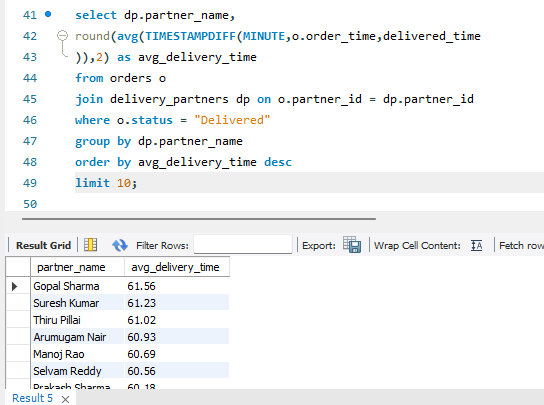 41 select dp.partner_name,
42 round(avg(TIMESTAMPDIFF(MINUTE,o.order_time,delivered_time
43 )),2) as avg_delivery_time
44 from orders o
45 join delivery_partners dp on o.partner_id = dp.partner_id
46 where o.status = "Delivered"
47 group by dp.partner_name
48 order by avg_delivery_time desc
49 limit 10;
50
Result Grid Filter Rows: Export: Wrap Cell Content: Fetch row
partner_name avg_delivery_time
Gopal Sharma 61.56
Suresh Kumar 61.23
Thiru Pillai 61.02
Arumugam Nair 60.93
Manoj Rao 60.69
Selvam Reddy 60.56
Prakash Sharma 60.18
Result 5